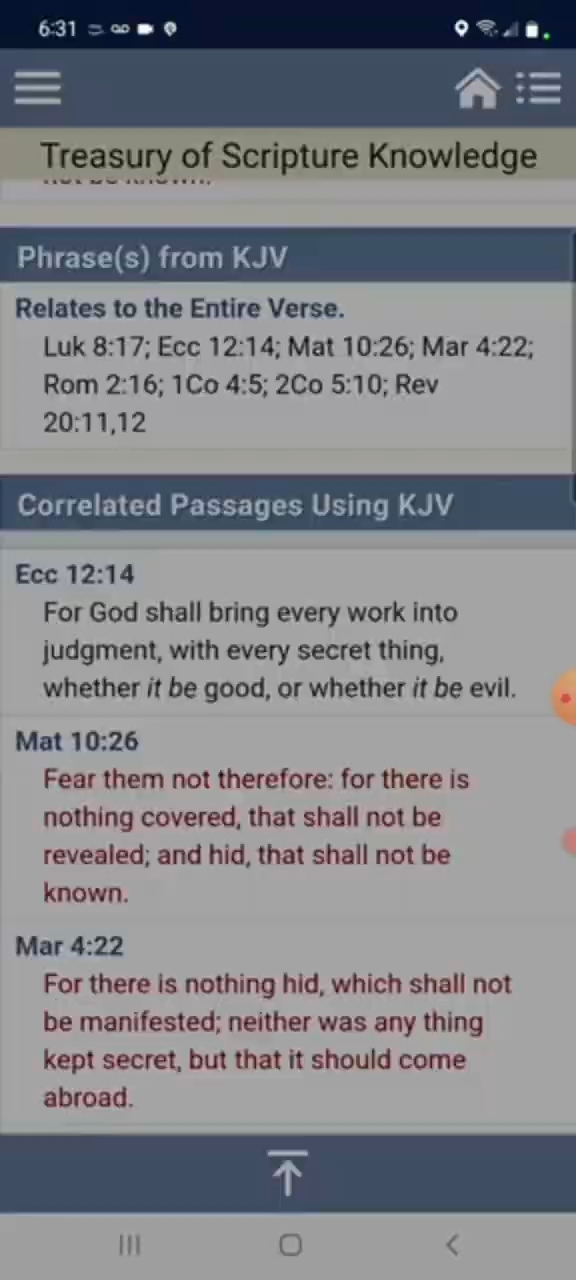 6:31
Treasury of Scripture Knowledge
not be known.
Phrase(s) from KJV
Relates to the Entire Verse.
Luk 8:17; Ecc 12:14; Mat 10:26; Mar 4:22;
Rom 2:16; 1Co 4:5; 2Co 5:10; Rev
20:11,12
Correlated Passages Using KJV
Ecc 12:14
For God shall bring every work into
judgment, with every secret thing,
whether it be good, or whether it be evil.
Mat 10:26
Fear them not therefore: for there is
nothing covered, that shall not be
revealed; and hid, that shall not be
known.
Mar 4:22
For there is nothing hid, which shall not
be manifested; neither was any thing
kept secret, but that it should come
abroad.